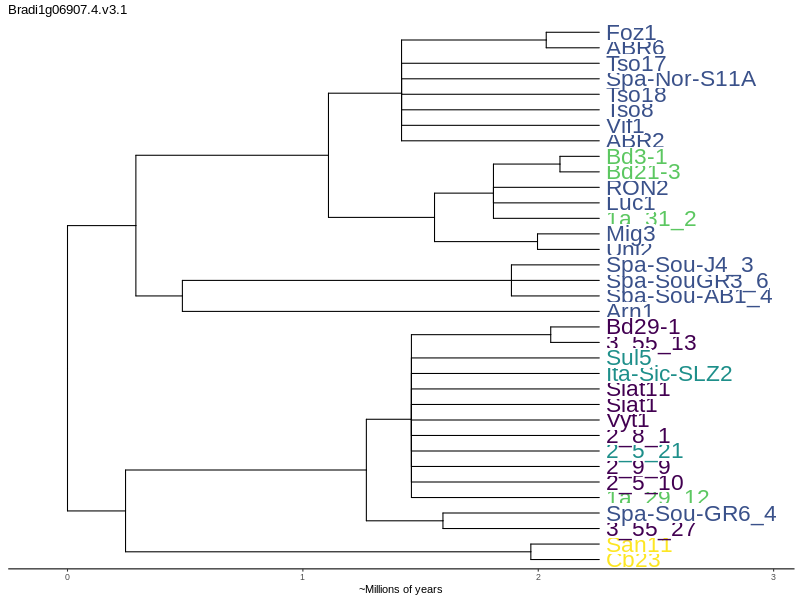 Bradi1g06907.4.v3.1
Foz1
ABR6
Tso17
Spa-Nor-S11A
Tso18
Tso8
Vif1
ABR2
Bd3-1
Bd21-3
RON2
Luc1
1a_31_2
Mig3
Uni2
Spa-Sou-J4_3
Spa-SouGR3_6
Spa-Sou-AB1_4
Arn1
Bd29-1
3_55_13
Sul5
Ita-Sic-SLZ2
Slat11
Slat1
Vyt1
2_8_1
2_5_21
2_9_9
2_5_10
1a_29_12
Spa-Sou-GR6_4
3_55_27
San11
Cb23
0 1 2 3
~Millions of years